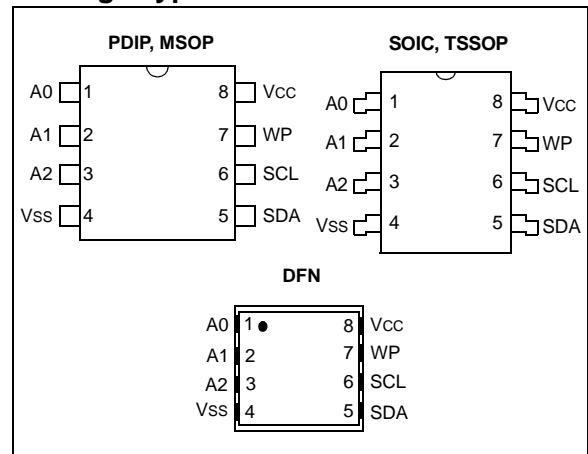 PDIP, MSOP
A0 1 8 VCC
A1 2 7 WP
A2 3 6 SCL
VSS 4 5 SDA
SOIC, TSSOP
A0 1 8 VCC
A1 2 7 WP
A2 3 6 SCL
VSS 4 5 SDA
DFN
A0 1 8 VCC
A1 2 7 WP
A2 3 6 SCL
VSS 4 5 SDA